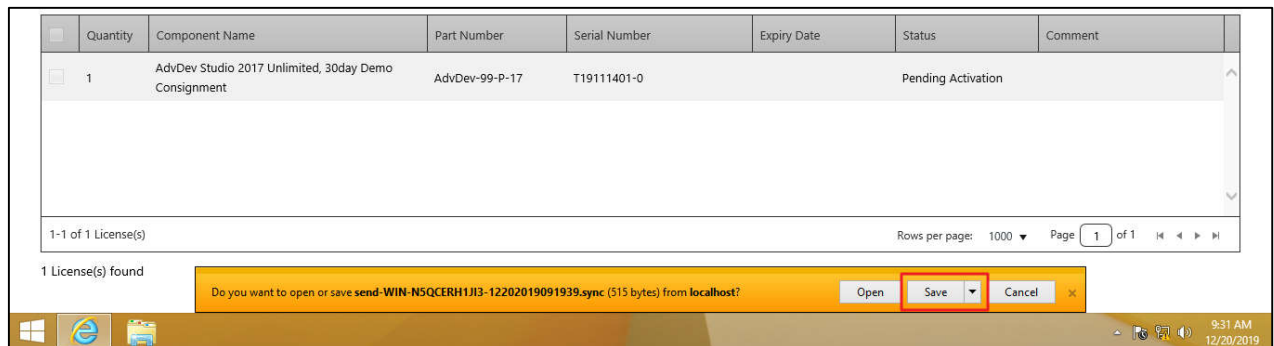 Quantity Component Name Part Number Serial Number Expiry Date Status Comment
1 AdvDev Studio 2017 Unlimited, 30day Demo Consignment AdvDev-99-P-17 T19111401-0 Pending Activation
1-1 of 1 License(s) Rows per page: 1000 Page 1 of 1
1 License(s) found
Do you want to open or save send-WIN-N5QCERH1JI3-12202019091939.sync (515 bytes) from localhost? Open Save Cancel
9:31 AM
12/20/2019